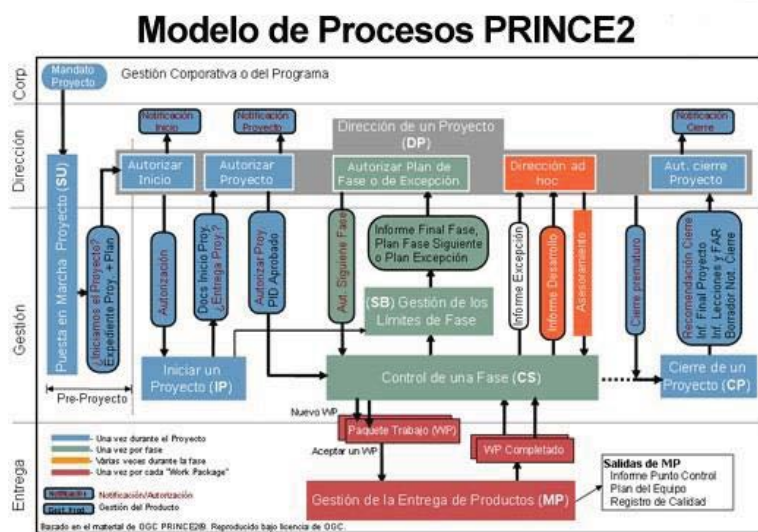 Modelo de Procesos PRINCE2
Corp.
Mandato
Proyecto
Gestión Corporativa o del Programa
Dirección
Notificación
Inicio
Notificación
Proyecto
Dirección de un Proyecto
(DP)
Notificación
Cierre
Autorizar
Inicio
Autorizar
Proyecto
Autorizar Plan de
Fase o de Excepción
Dirección ad
hoc
Aut. cierre
Proyecto
Gestión
Puesta en Marcha Proyecto (SU)
¿Iniciamos el Proyecto?
Expediente Proy. + Plan
Autorización
Docs Inicio Proy.
¿Entrega Proy.?
Autorizar Proy.
PID Aprobado
Aut. Siguiene Fase
Informe Final Fase,
Plan Fase Siguiente
o Plan Excepción
Informe Excepción
Informe Desarrollo
Asesoramiento
Cierre prematuro
Recomendación Cierre
Inf. Final Proyecto
Inf. Lecciones y FAR
Borrador Not. Cierre
(SB) Gestión de los
Límites de Fase
Iniciar un
Proyecto (IP)
Control de una Fase (CS)
Cierre de un
Proyecto (CP)
Pre-Proyecto
Entrega
Nuevo WP
Paquete Trabajo (WP)
Aceptar un WP
WP Completado
- Una vez durante el Proyecto
- Una vez por fase
- Varias veces durante la fase
- Una vez por cada "Work Package"
Notificación
Notificación/Autorización
Gest. Prod.
Gestión del Producto
Gestión de la Entrega de Productos (MP)
Salidas de MP
Informe Punto Control
Plan del Equipo
Registro de Calidad
Basado en el material de OGC PRINCE2®. Reproducido bajo licencia de OGC.